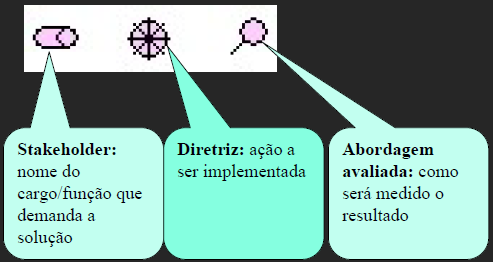 Stakeholder:
nome do
cargo/função que
demanda a
solução
Diretriz: ação a
ser implementada
Abordagem
avaliada: como
será medido o
resultado